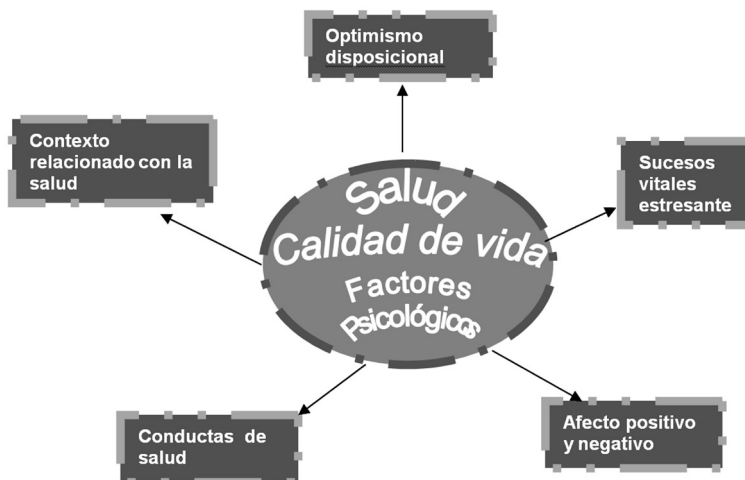 Optimismo
disposicional
Contexto
relacionado con la
salud
Sucesos
vitales
estresante
Salud
Calidad de vida
Factores
Psicológicos
Conductas de
salud
Afecto positivo
y negativo